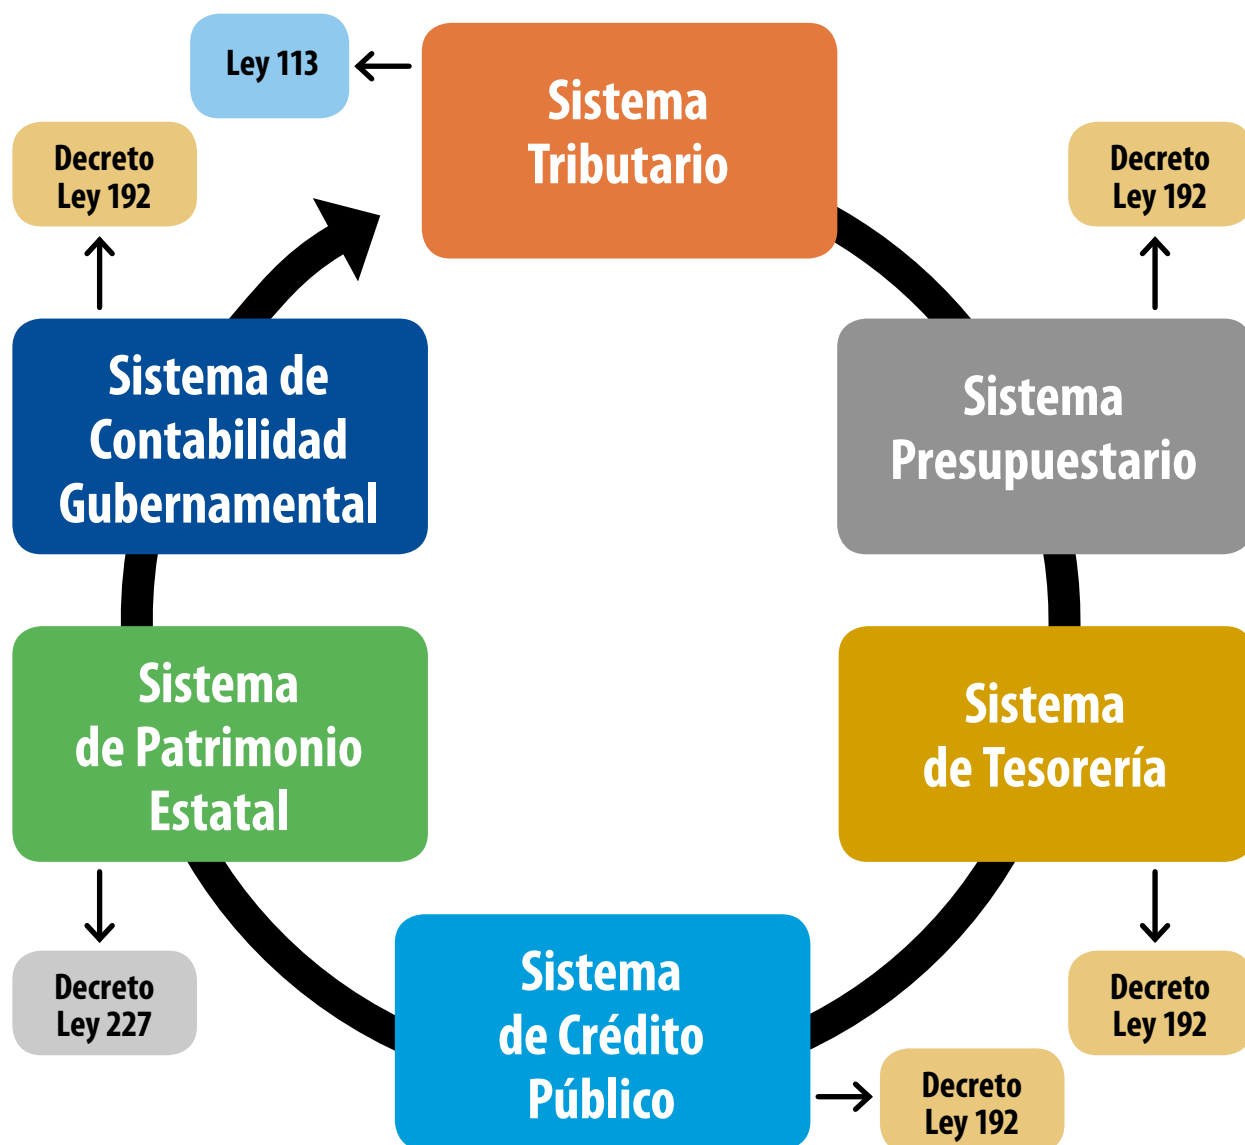 Ley 113
Sistema
Tributario
Decreto
Ley 192
Decreto
Ley 192
Sistema de
Contabilidad
Gubernamental
Sistema
Presupuestario
Sistema
de Patrimonio
Estatal
Sistema
de Tesorería
Decreto
Ley 227
Sistema
de Crédito
Público
Decreto
Ley 192
Decreto
Ley 192